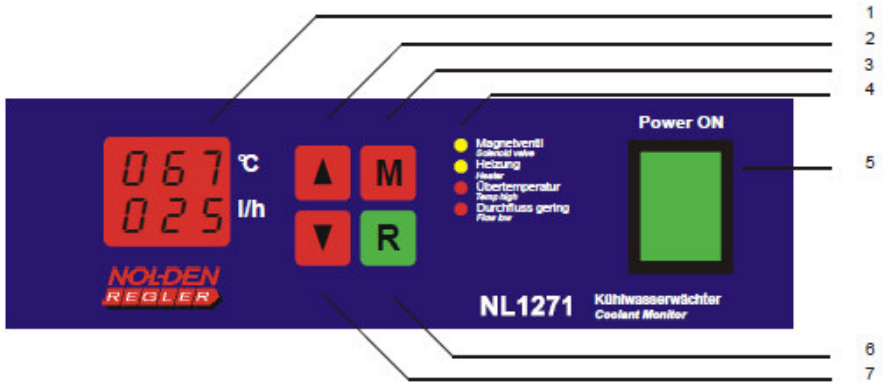 1
2
3
4
Power ON
067 °C
025 l/h
M
R
Magnetventil
Solenoid valve
Heizung
Heater
Übertemperatur
Temp high
Durchfluss gering
Flow low
5
NOLDEN
REGLER
NL1271
Kühlwasserwächter
Coolant Monitor
6
7